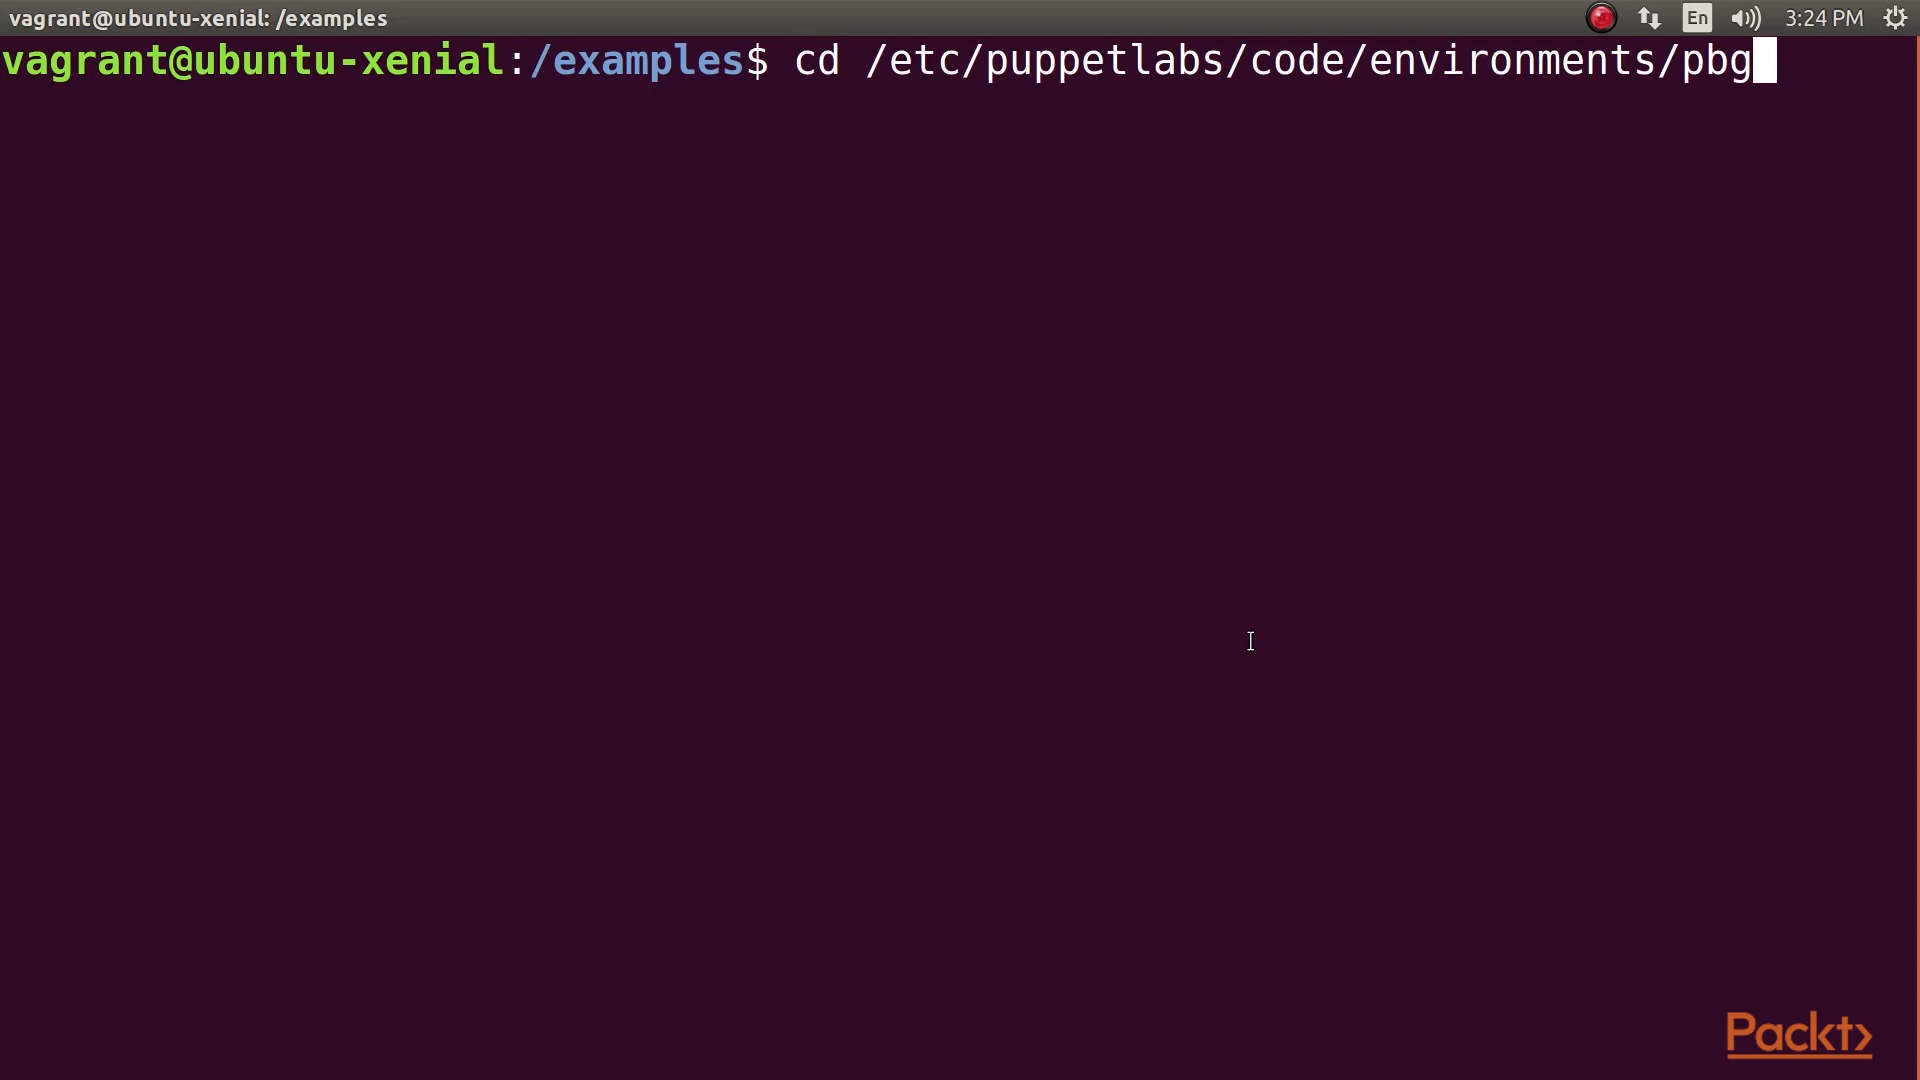 vagrant@ubuntu-xenial: /examples
En
3:24 PM
vagrant@ubuntu-xenial:/examples$ cd /etc/puppetlabs/code/environments/pbg
Packt>